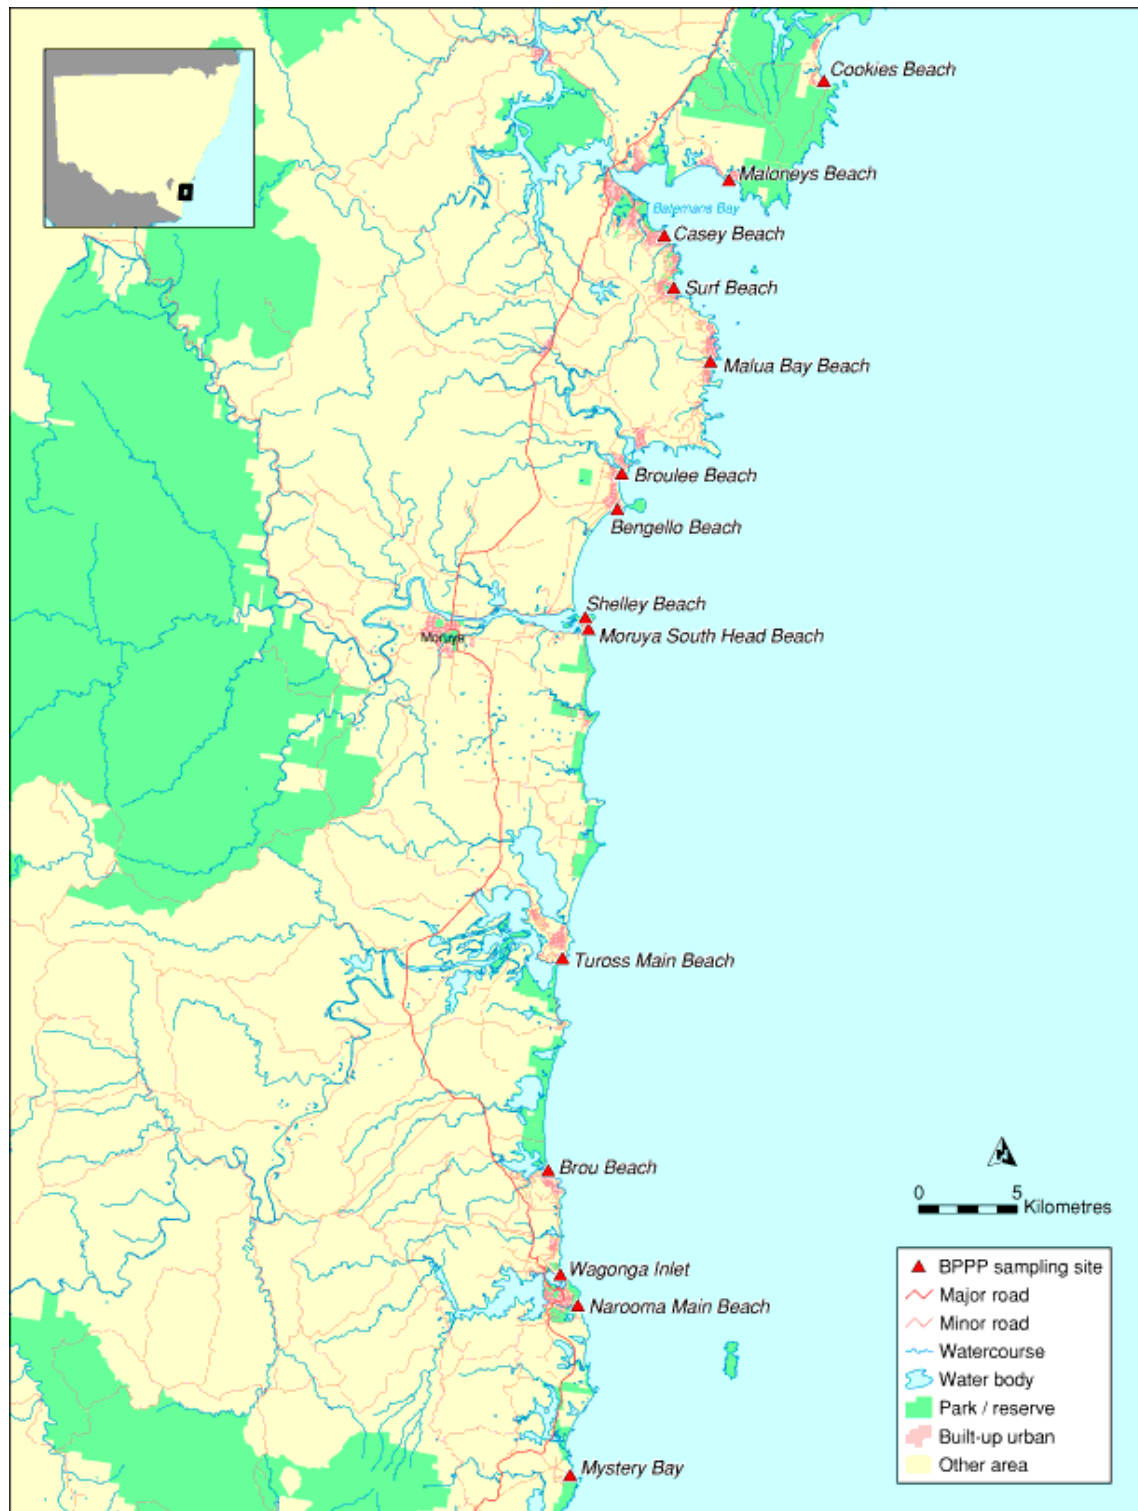 Cookies Beach
Maloneys Beach
Batemans Bay
Casey Beach
Surf Beach
Malua Bay Beach
Broulee Beach
Bengello Beach
Shelley Beach
Moruya South Head Beach
Moruya
Tuross Main Beach
Brou Beach
0 5
Kilometres
Wagonga Inlet
Narooma Main Beach
Mystery Bay
BPPP sampling site
Major road
Minor road
Watercourse
Water body
Park / reserve
Built-up urban
Other area